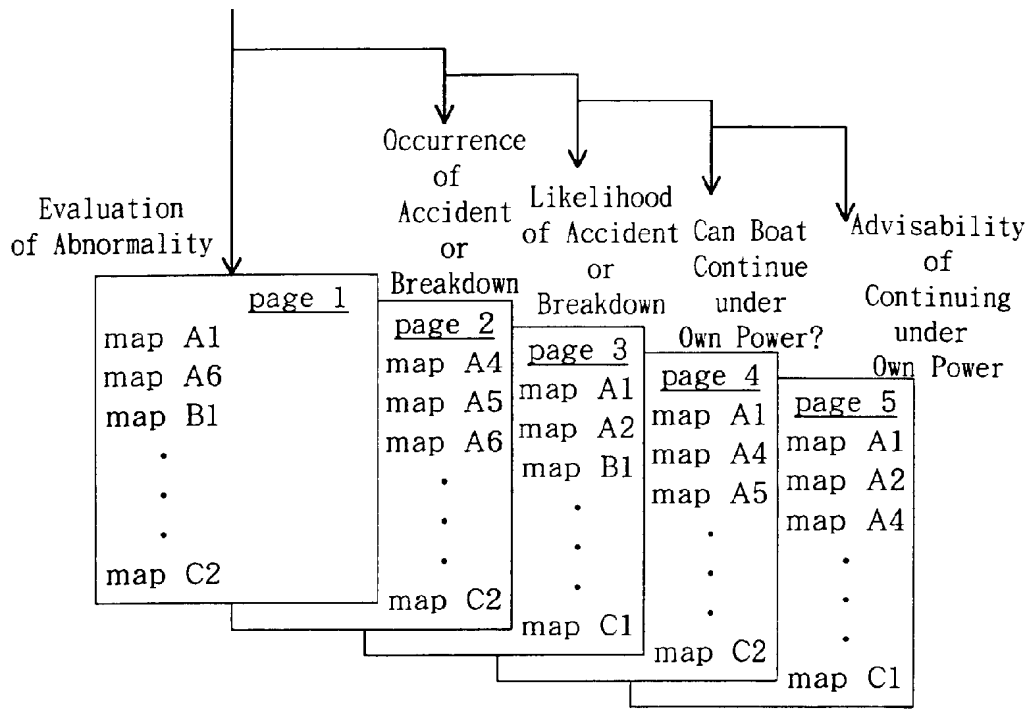 Evaluation
of Abnormality
page 1
map A1
map A6
map B1
map C2
Occurrence
of
Accident
or
Breakdown
page 2
map A4
map A5
map A6
map C2
Likelihood
of Accident
or
Breakdown
page 3
map A1
map A2
map B1
map C1
Can Boat
Continue
under
Own Power?
page 4
map A1
map A4
map A5
map C2
Advisability
of
Continuing
under
Own Power
page 5
map A1
map A2
map A4
map C1